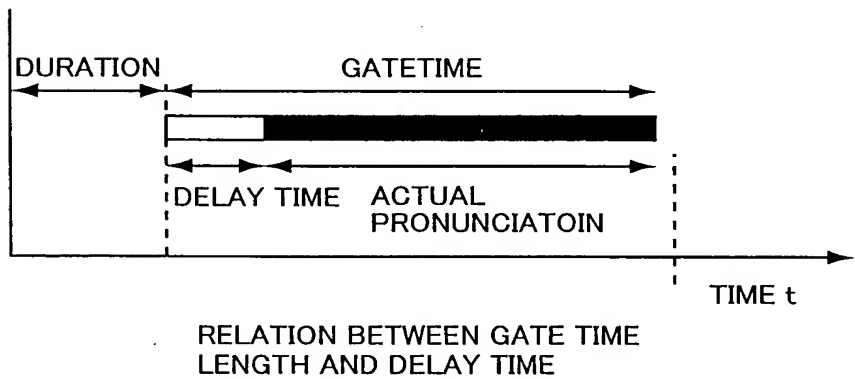 DURATION GATETIME
DELAY TIME ACTUAL
PRONUNCIATOIN
TIME t
RELATION BETWEEN GATE TIME
LENGTH AND DELAY TIME